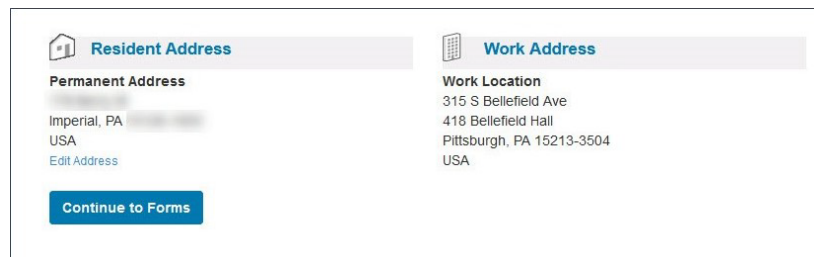 Resident Address
Permanent Address
Imperial, PA
USA
Edit Address
Continue to Forms
Work Address
Work Location
315 S Bellefield Ave
418 Bellefield Hall
Pittsburgh, PA 15213-3504
USA